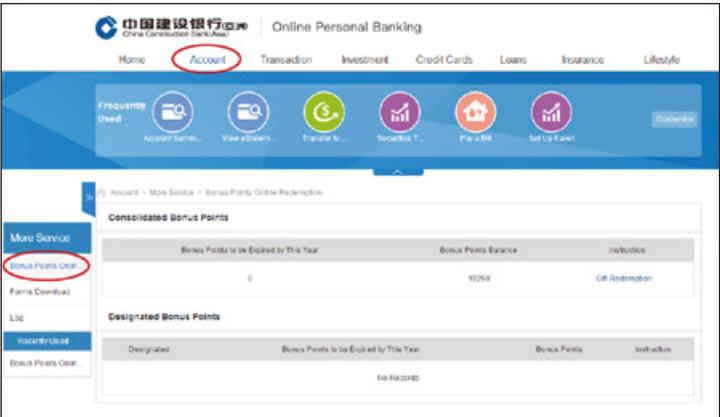 中国建设银行(亞洲) Online Personal Banking
China Construction Bank(Asia)
Home Account Transaction Investment Credit Cards Loans Insurance Lifestyle
Frequently Used
Account Summ... View eStatem... Transfer to... Securities T... Pay a Bill Set Up Eanet
Customize
Account > More Service > Bonus Points Online Redemption
Consolidated Bonus Points
More Service
Bonus Points to be Expired by This Year Bonus Points Balance Instruction
Bonus Points Onlin...
0 19250 Gift Redemption
Forms Download
Log
Designated Bonus Points
Recently Used
Designated Bonus Points to be Expired by This Year Bonus Points Instruction
Bonus Points Onlin...
No Records